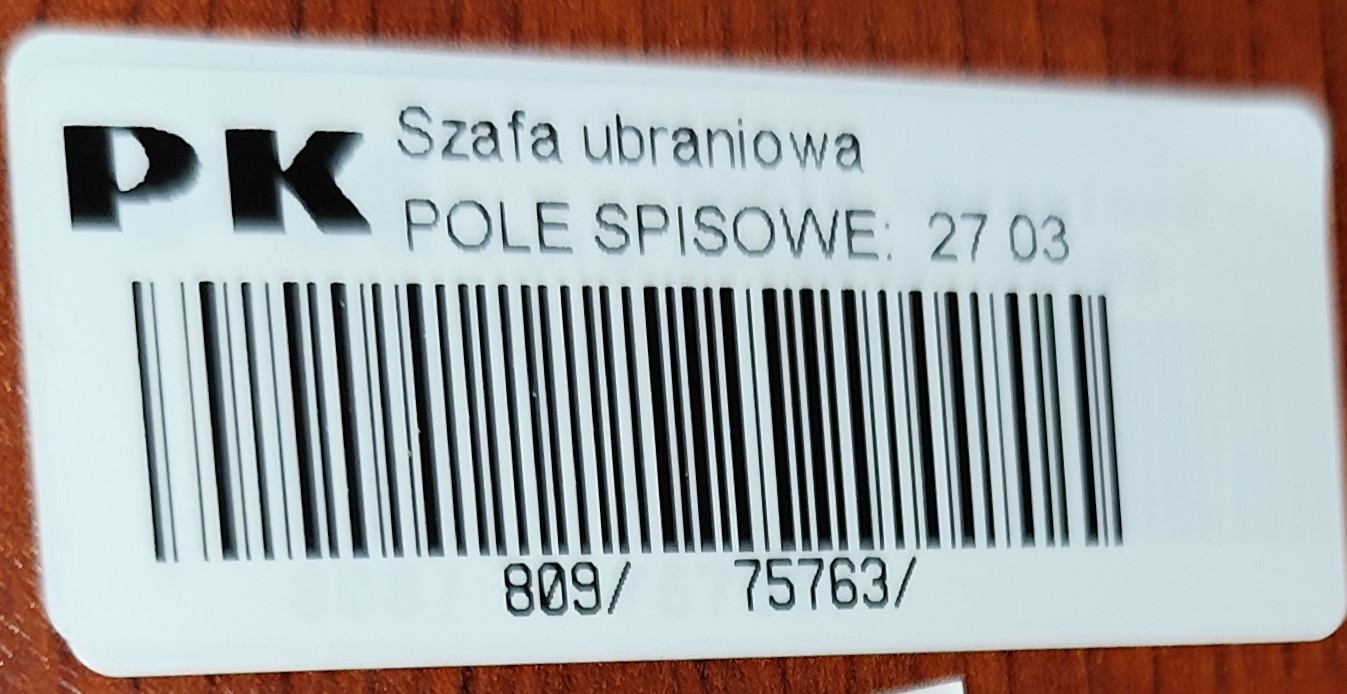 PK
Szafa ubraniowa
POLE SPISOWE: 27 03
809/ 75763/